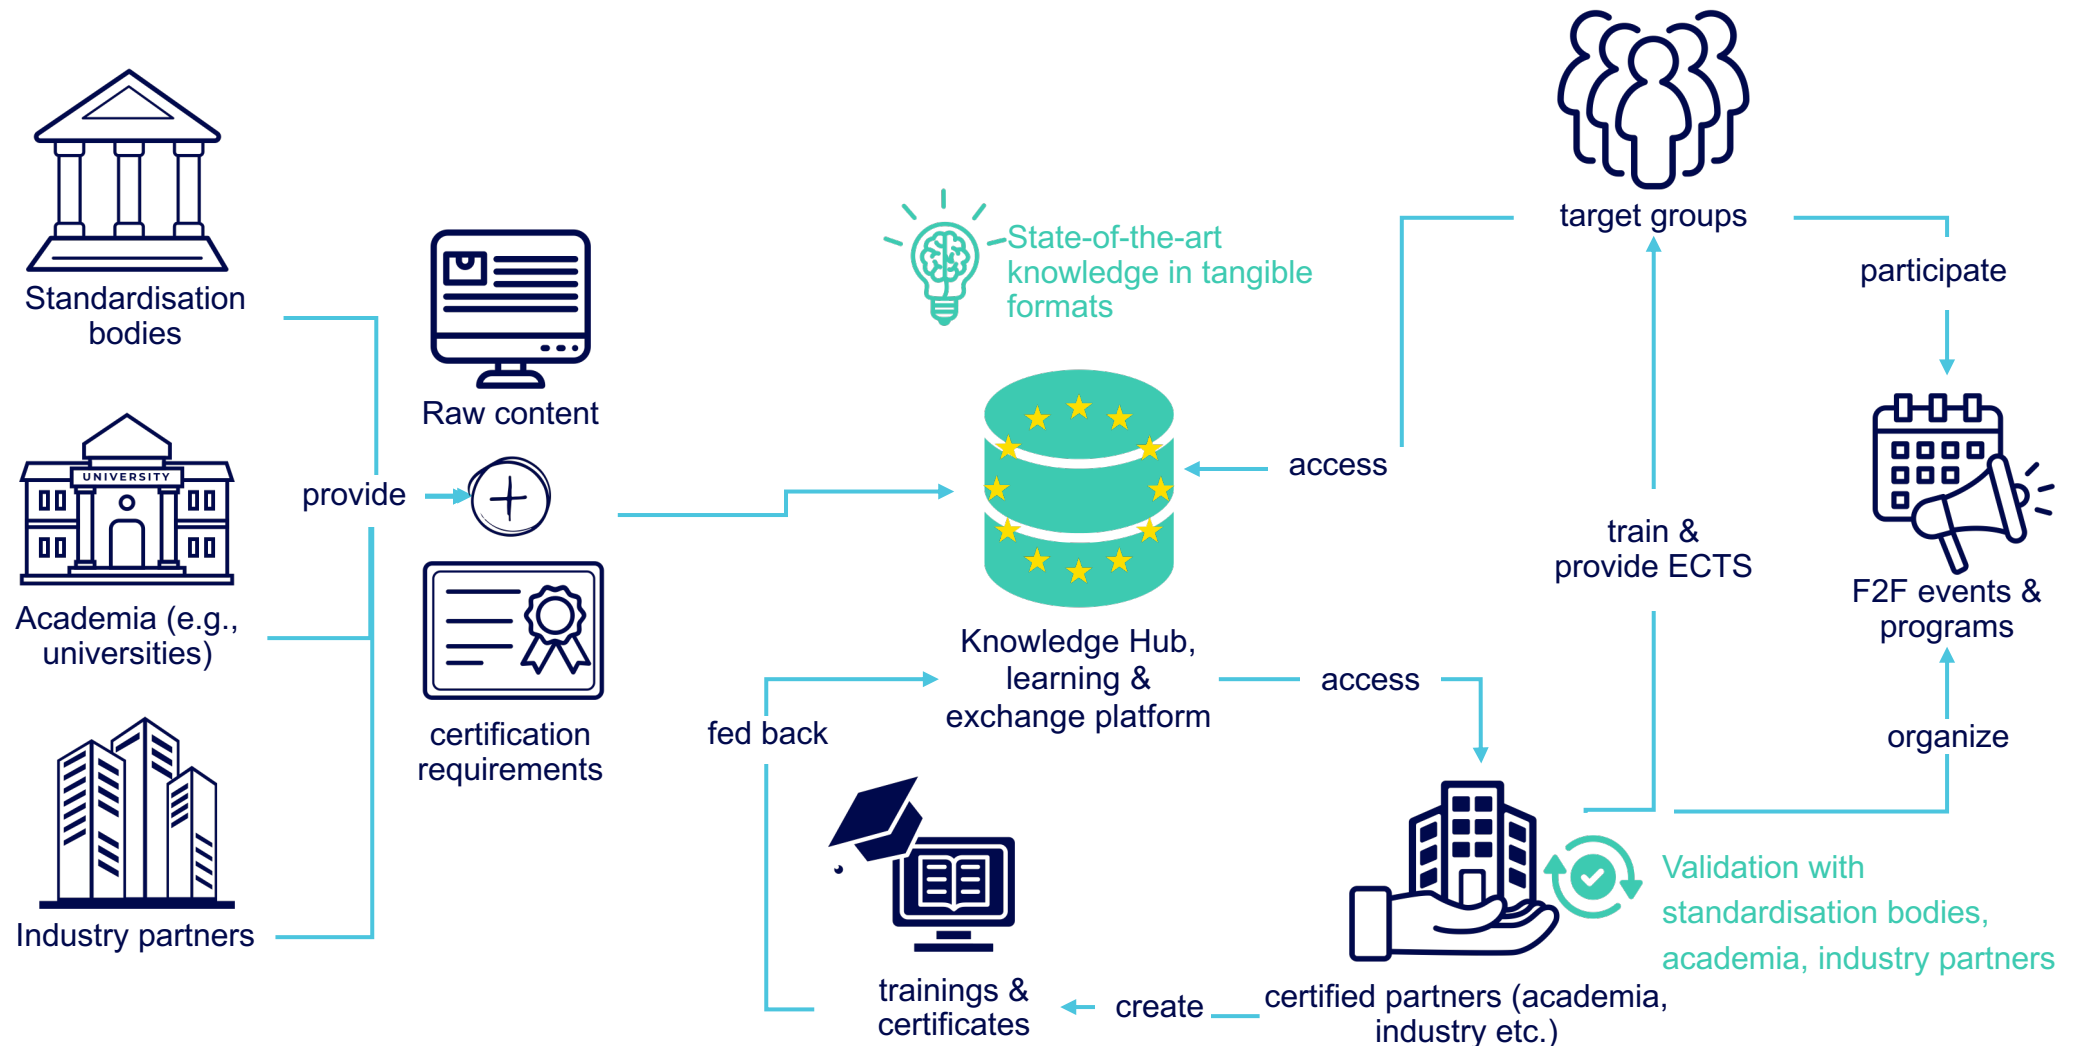 Standardisation
bodies
UNIVERSITY
Academia (e.g.,
universities)
Industry partners
provide
Raw content
certification
requirements
State-of-the-art
knowledge in tangible
formats
Knowledge Hub,
learning &
exchange platform
fed back
trainings &
certificates
create
access
access
target groups
train &
provide ECTS
participate
F2F events &
programs
organize
certified partners (academia,
industry etc.)
Validation with
standardisation bodies,
academia, industry partners